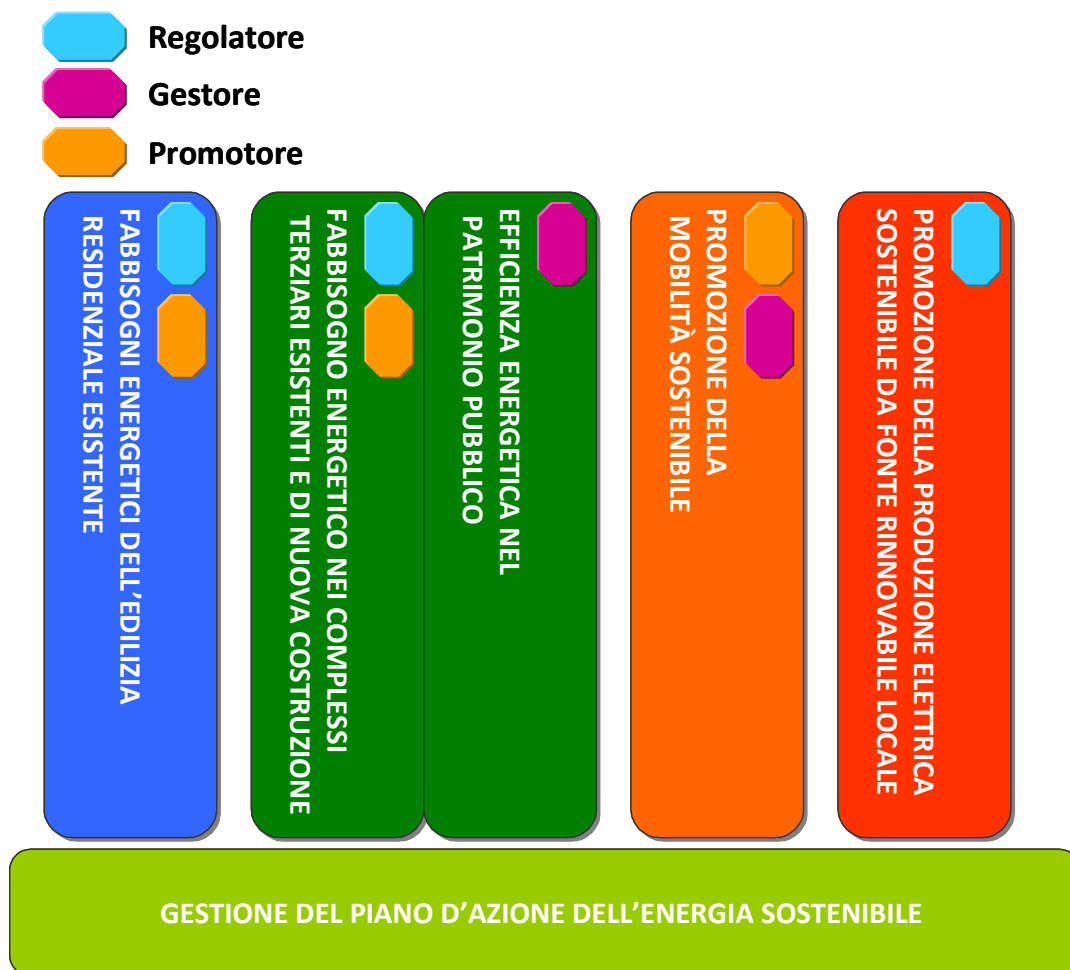 Regolatore
Gestore
Promotore
FABBISOGNI ENERGETICI DELL’EDILIZIA
RESIDENZIALE ESISTENTE
FABBISOGNO ENERGETICO NEI COMPLESSI
TERZIARI ESISTENTI E DI NUOVA COSTRUZIONE
EFFICIENZA ENERGETICA NEL
PATRIMONIO PUBBLICO
PROMOZIONE DELLA
MOBILITÀ SOSTENIBILE
PROMOZIONE DELLA PRODUZIONE ELETTRICA
SOSTENIBILE DA FONTE RINNOVABILE LOCALE
GESTIONE DEL PIANO D’AZIONE DELL’ENERGIA SOSTENIBILE